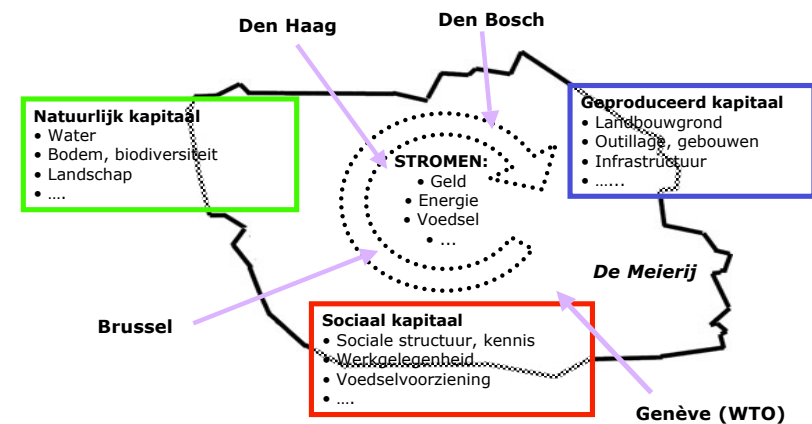 Den Haag
Den Bosch
Natuurlijk kapitaal
• Water
• Bodem, biodiversiteit
• Landschap
• ….
Geproduceerd kapitaal
• Landbouwgrond
• Outillage, gebouwen
• Infrastructuur
• …...
STROMEN:
• Geld
• Energie
• Voedsel
• ...
De Meierij
Brussel
Sociaal kapitaal
• Sociale structuur, kennis
• Werkgelegenheid
• Voedselvoorziening
• ….
Genève (WTO)